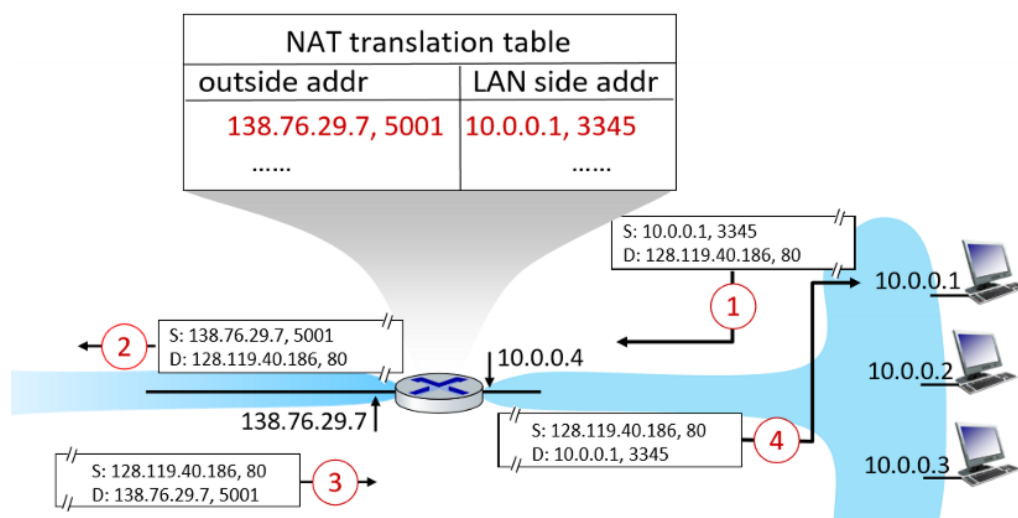 NAT translation table
outside addr LAN side addr
138.76.29.7, 5001 10.0.0.1, 3345
...... ......
S: 10.0.0.1, 3345
D: 128.119.40.186, 80
1
10.0.0.1
S: 138.76.29.7, 5001
D: 128.119.40.186, 80
2
10.0.0.4
10.0.0.2
138.76.29.7
S: 128.119.40.186, 80
D: 10.0.0.1, 3345
4
S: 128.119.40.186, 80
D: 138.76.29.7, 5001
3
10.0.0.3